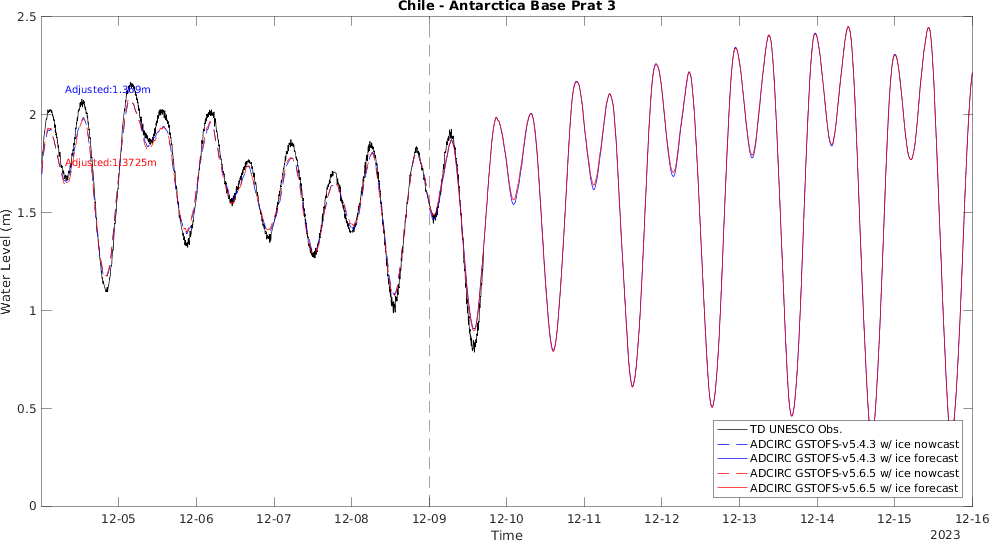 Chile - Antarctica Base Prat 3
2.5
2
1.5
1
0.5
0
Water Level (m)
Adjusted:1.399m
Adjusted:1.3725m
TD UNESCO Obs.
ADCIRC GSTOFS-v5.4.3 w/ ice nowcast
ADCIRC GSTOFS-v5.4.3 w/ ice forecast
ADCIRC GSTOFS-v5.6.5 w/ ice nowcast
ADCIRC GSTOFS-v5.6.5 w/ ice forecast
12-05 12-06 12-07 12-08 12-09 12-10 12-11 12-12 12-13 12-14 12-15 12-16
Time
2023